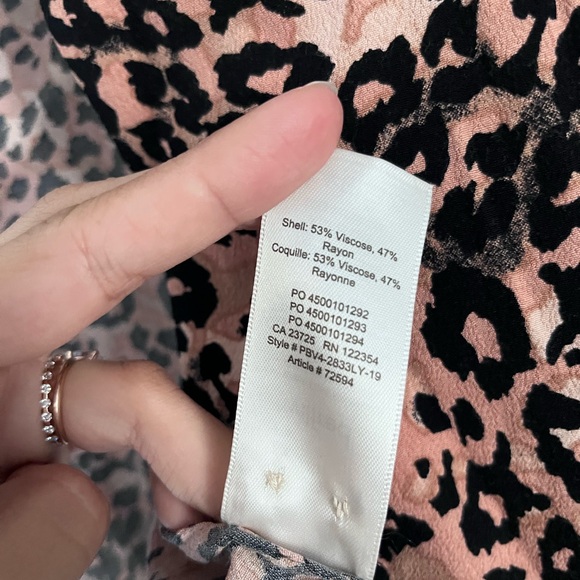 Shell: 53% Viscose, 47%
Rayon
Coquille: 53% Viscose, 47%
Rayonne
PO 4500101292
PO 4500101293
PO 4500101294
CA 23725 RN 122354
Style # PBV4-2833LY-19
Article # 72594